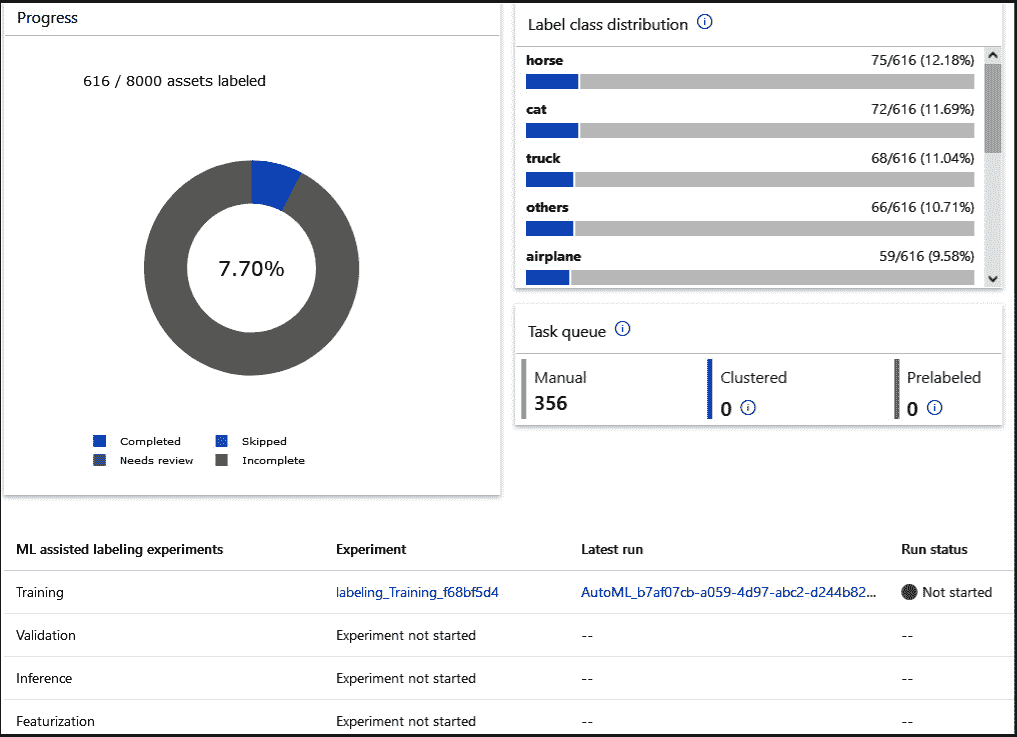 Progress
616 / 8000 assets labeled
7.70%
Completed Skipped
Needs review Incomplete
Label class distribution
horse 75/616 (12.18%)
cat 72/616 (11.69%)
truck 68/616 (11.04%)
others 66/616 (10.71%)
airplane 59/616 (9.58%)
Task queue
Manual Clustered Prelabeled
356 0 0
ML assisted labeling experiments Experiment Latest run Run status
Training labeling_Training_f68bf5d4 AutoML_b7af07cb-a059-4d97-abc2-d244b82... Not started
Validation Experiment not started -- --
Inference Experiment not started -- --
Featurization Experiment not started -- --